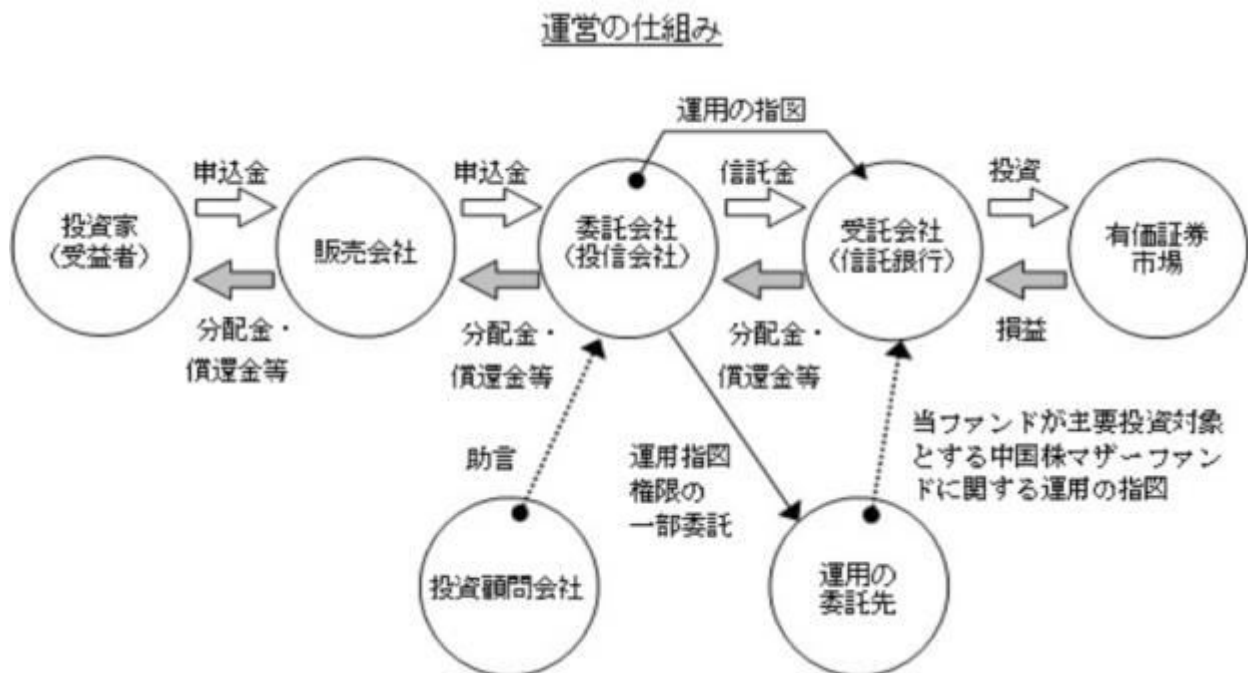 運営の仕組み
運用の指図
申込金
申込金
信託金
投資
投資家
〈受益者〉
販売会社
委託会社
〈投信会社〉
受託会社
〈信託銀行〉
有価証券
市場
分配金・
償還金等
分配金・
償還金等
分配金・
償還金等
損益
助言
運用指図
権限の
一部委託
当ファンドが主要投資対象
とする中国株マザーファン
ドに関する運用の指図
投資顧問会社
運用の
委託先